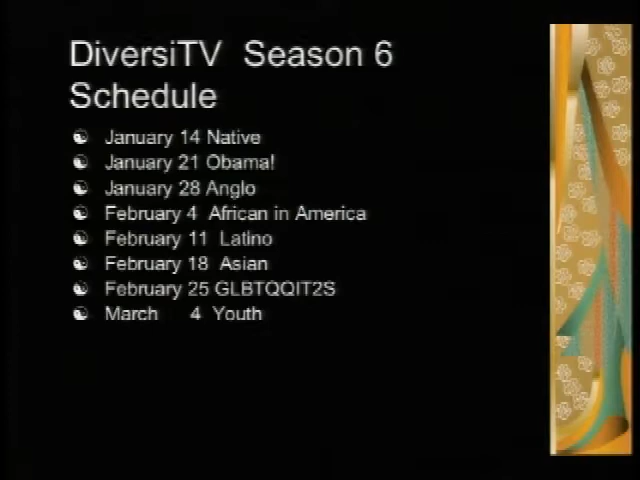 DiversiTV Season 6
Schedule
January 14 Native
January 21 Obama!
January 28 Anglo
February 4 African in America
February 11 Latino
February 18 Asian
February 25 GLBTQQIT2S
March 4 Youth